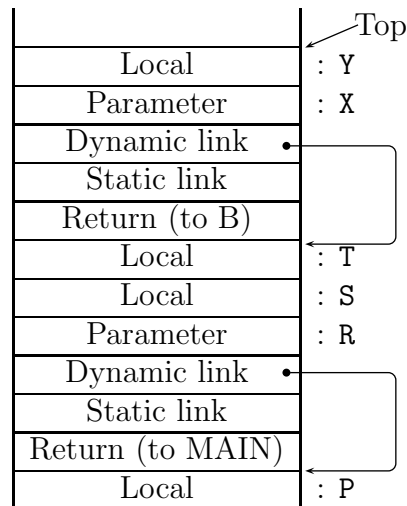 Top
Local : Y
Parameter : X
Dynamic link
Static link
Return (to B)
Local : T
Local : S
Parameter : R
Dynamic link
Static link
Return (to MAIN)
Local : P